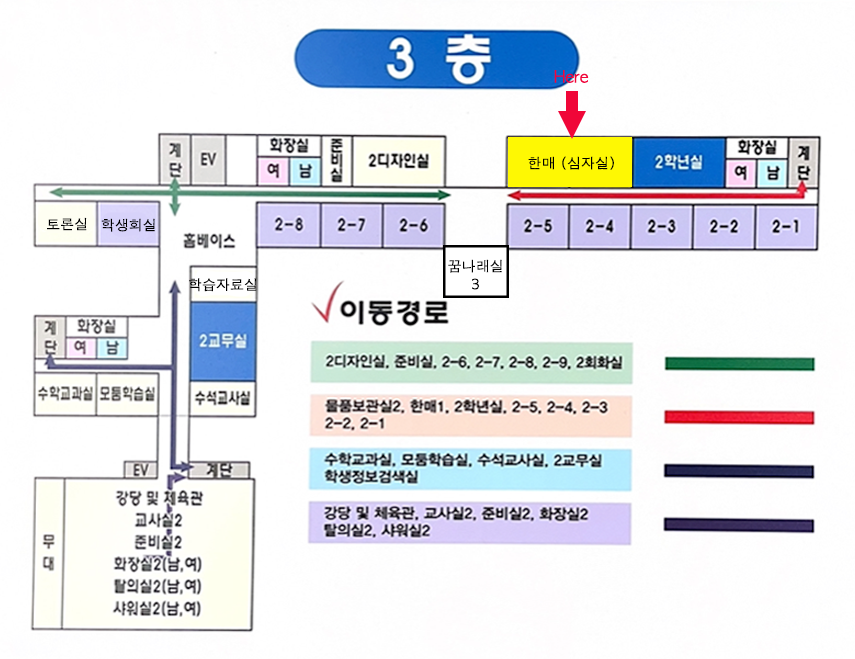 3 층
Here
계단
EV
화장실
여 남
준비실
2디자인실
한매 (심자실)
2학년실
화장실
여 남
계단
토론실
학생회실
홈베이스
2-8
2-7
2-6
2-5
2-4
2-3
2-2
2-1
꿈나래실
3
학습자료실
2교무실
수석교사실
계단
화장실
여 남
수학교과실
모둠학습실
EV
계단
무대
강당 및 체육관
교사실2
준비실2
화장실2(남,여)
탈의실2(남,여)
샤워실2(남,여)
이동경로
2디자인실, 준비실, 2-6, 2-7, 2-8, 2-9, 2회화실
물품보관실2, 한매1, 2학년실, 2-5, 2-4, 2-3
2-2, 2-1
수학교과실, 모둠학습실, 수석교사실, 2교무실
학생정보검색실
강당 및 체육관, 교사실2, 준비실2, 화장실2
탈의실2, 샤워실2